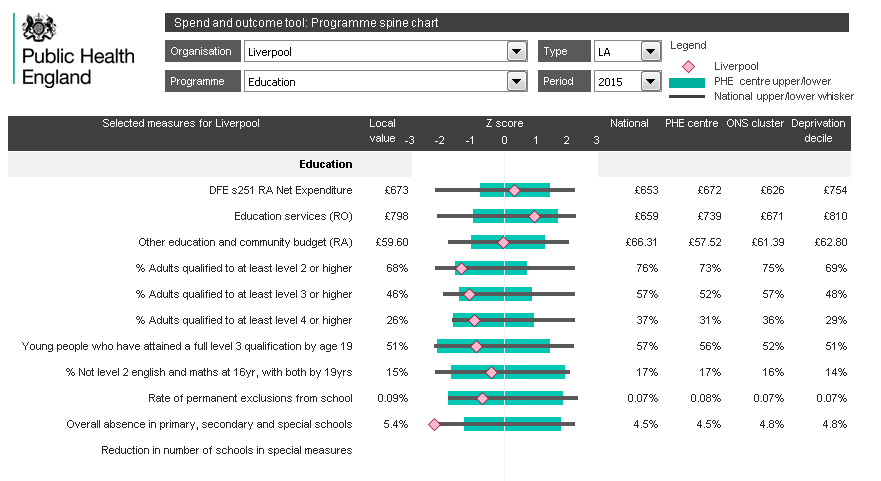 Spend and outcome tool: Programme spine chart
Public Health
England
Organisation Liverpool Type LA
Programme Education Period 2015
Legend
Liverpool
PHE centre upper/lower
National upper/lower whisker
Selected measures for Liverpool Local value Z score National PHE centre ONS cluster Deprivation decile
-3 -2 -1 0 1 2 3
Education
DFE s251 RA Net Expenditure £673 £653 £672 £626 £754
Education services (RO) £798 £659 £739 £671 £810
Other education and community budget (RA) £59.60 £66.31 £57.52 £61.39 £62.80
% Adults qualified to at least level 2 or higher 68% 76% 73% 75% 69%
% Adults qualified to at least level 3 or higher 46% 57% 52% 57% 48%
% Adults qualified to at least level 4 or higher 26% 37% 31% 36% 29%
Young people who have attained a full level 3 qualification by age 19 51% 57% 56% 52% 51%
% Not level 2 english and maths at 16yr, with both by 19yrs 15% 17% 17% 16% 14%
Rate of permanent exclusions from school 0.09% 0.07% 0.08% 0.07% 0.07%
Overall absence in primary, secondary and special schools 5.4% 4.5% 4.5% 4.8% 4.8%
Reduction in number of schools in special measures